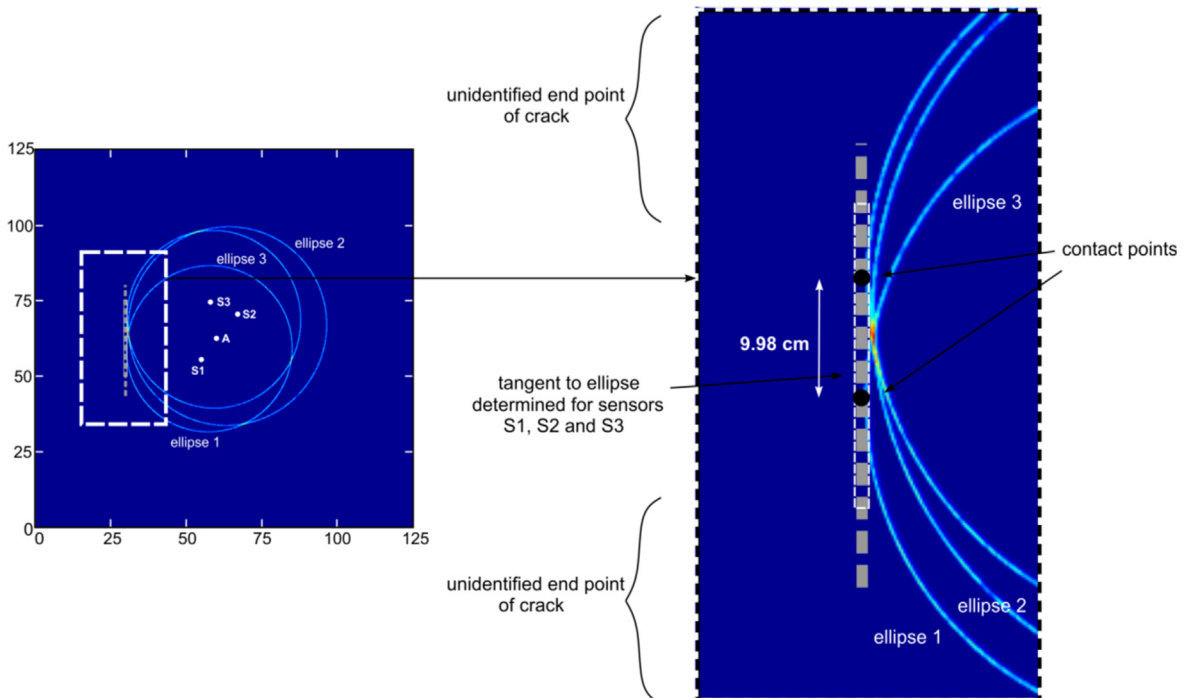 unidentified end point
of crack
125
100
75
50
25
0
0
25
50
75
100
125
ellipse 2
ellipse 3
S3
S2
A
S1
ellipse 1
ellipse 3
contact points
9.98 cm
tangent to ellipse
determined for sensors
S1, S2 and S3
unidentified end point
of crack
ellipse 2
ellipse 1